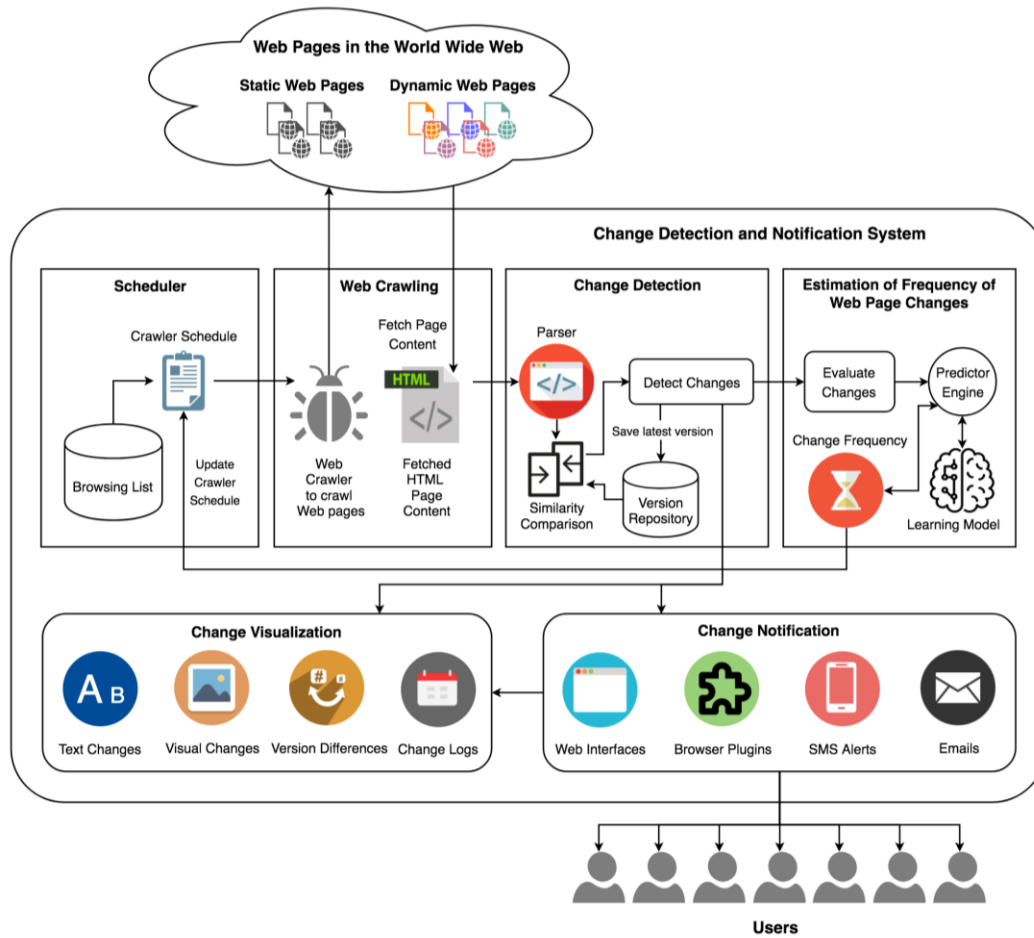 Web Pages in the World Wide Web
Static Web Pages
Dynamic Web Pages
Change Detection and Notification System
Scheduler
Crawler Schedule
Browsing List
Update
Crawler
Schedule
Web Crawling
Fetch Page
Content
HTML
</>
Web
Crawler
to crawl
Web pages
Fetched
HTML
Page
Content
Change Detection
Parser
</>
Detect Changes
Save latest version
Similarity
Comparison
Version
Repository
Estimation of Frequency of
Web Page Changes
Evaluate
Changes
Predictor
Engine
Change Frequency
Learning Model
Change Visualization
A B
#
Text Changes
Visual Changes
Version Differences
Change Logs
Change Notification
Web Interfaces
Browser Plugins
SMS Alerts
Emails
Users